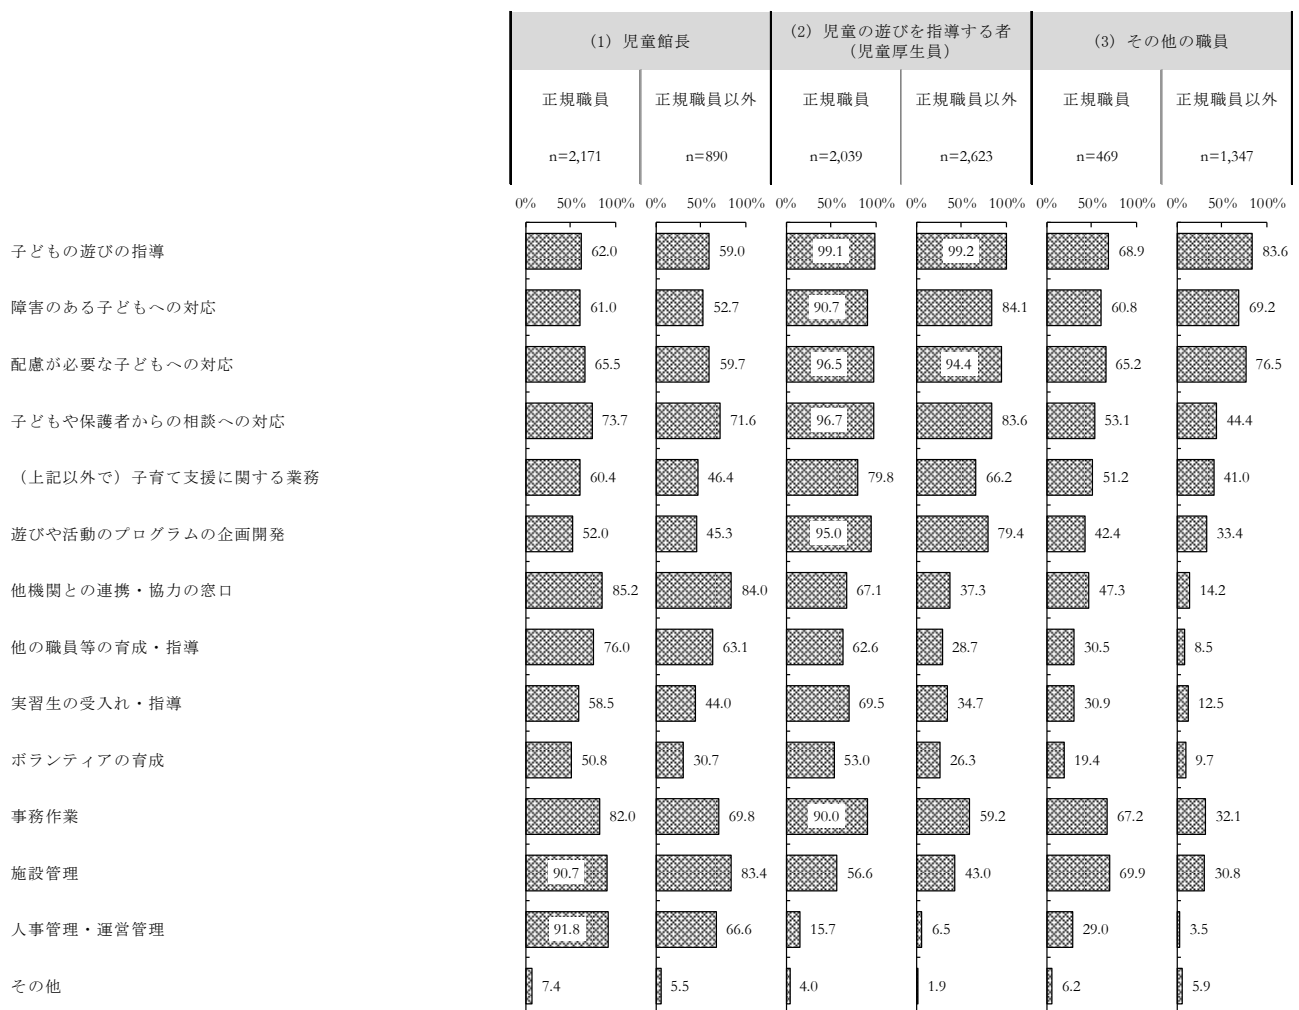 （1）児童館長 （2）児童の遊びを指導する者 （3）その他の職員
（児童厚生員）
正規職員 正規職員以外 正規職員 正規職員以外 正規職員 正規職員以外
n=2,171 n=890 n=2,039 n=2,623 n=469 n=1,347
0% 50% 100% 0% 50% 100% 0% 50% 100% 0% 50% 100% 0% 50% 100% 0% 50% 100%
子どもの遊びの指導 62.0 59.0 99.1 99.2 68.9 83.6
障害のある子どもへの対応 61.0 52.7 90.7 84.1 60.8 69.2
配慮が必要な子どもへの対応 65.5 59.7 96.5 94.4 65.2 76.5
子どもや保護者からの相談への対応 73.7 71.6 96.7 83.6 53.1 44.4
（上記以外で）子育て支援に関する業務 60.4 46.4 79.8 66.2 51.2 41.0
遊びや活動のプログラムの企画開発 52.0 45.3 95.0 79.4 42.4 33.4
他機関との連携・協力の窓口 85.2 84.0 67.1 37.3 47.3 14.2
他の職員等の育成・指導 76.0 63.1 62.6 28.7 30.5 8.5
実習生の受入れ・指導 58.5 44.0 69.5 34.7 30.9 12.5
ボランティアの育成 50.8 30.7 53.0 26.3 19.4 9.7
事務作業 82.0 69.8 90.0 59.2 67.2 32.1
施設管理 90.7 83.4 56.6 43.0 69.9 30.8
人事管理・運営管理 91.8 66.6 15.7 6.5 29.0 3.5
その他 7.4 5.5 4.0 1.9 6.2 5.9